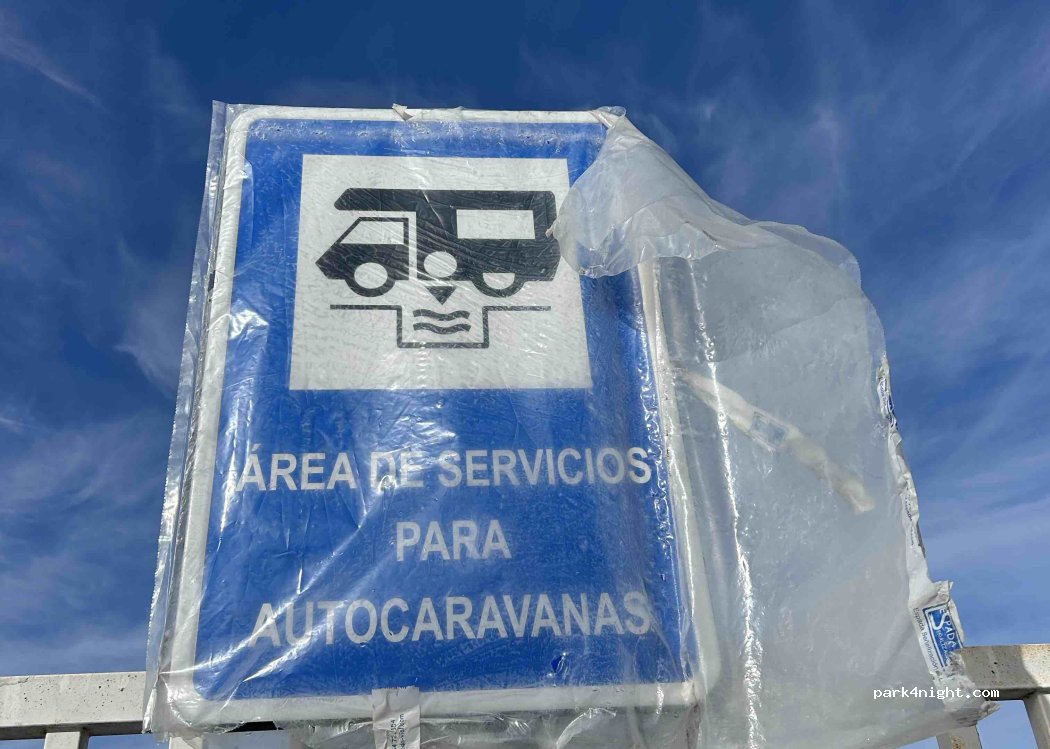 ÁREA DE SERVICIOS
PARA
AUTOCARAVANAS
park4night.com